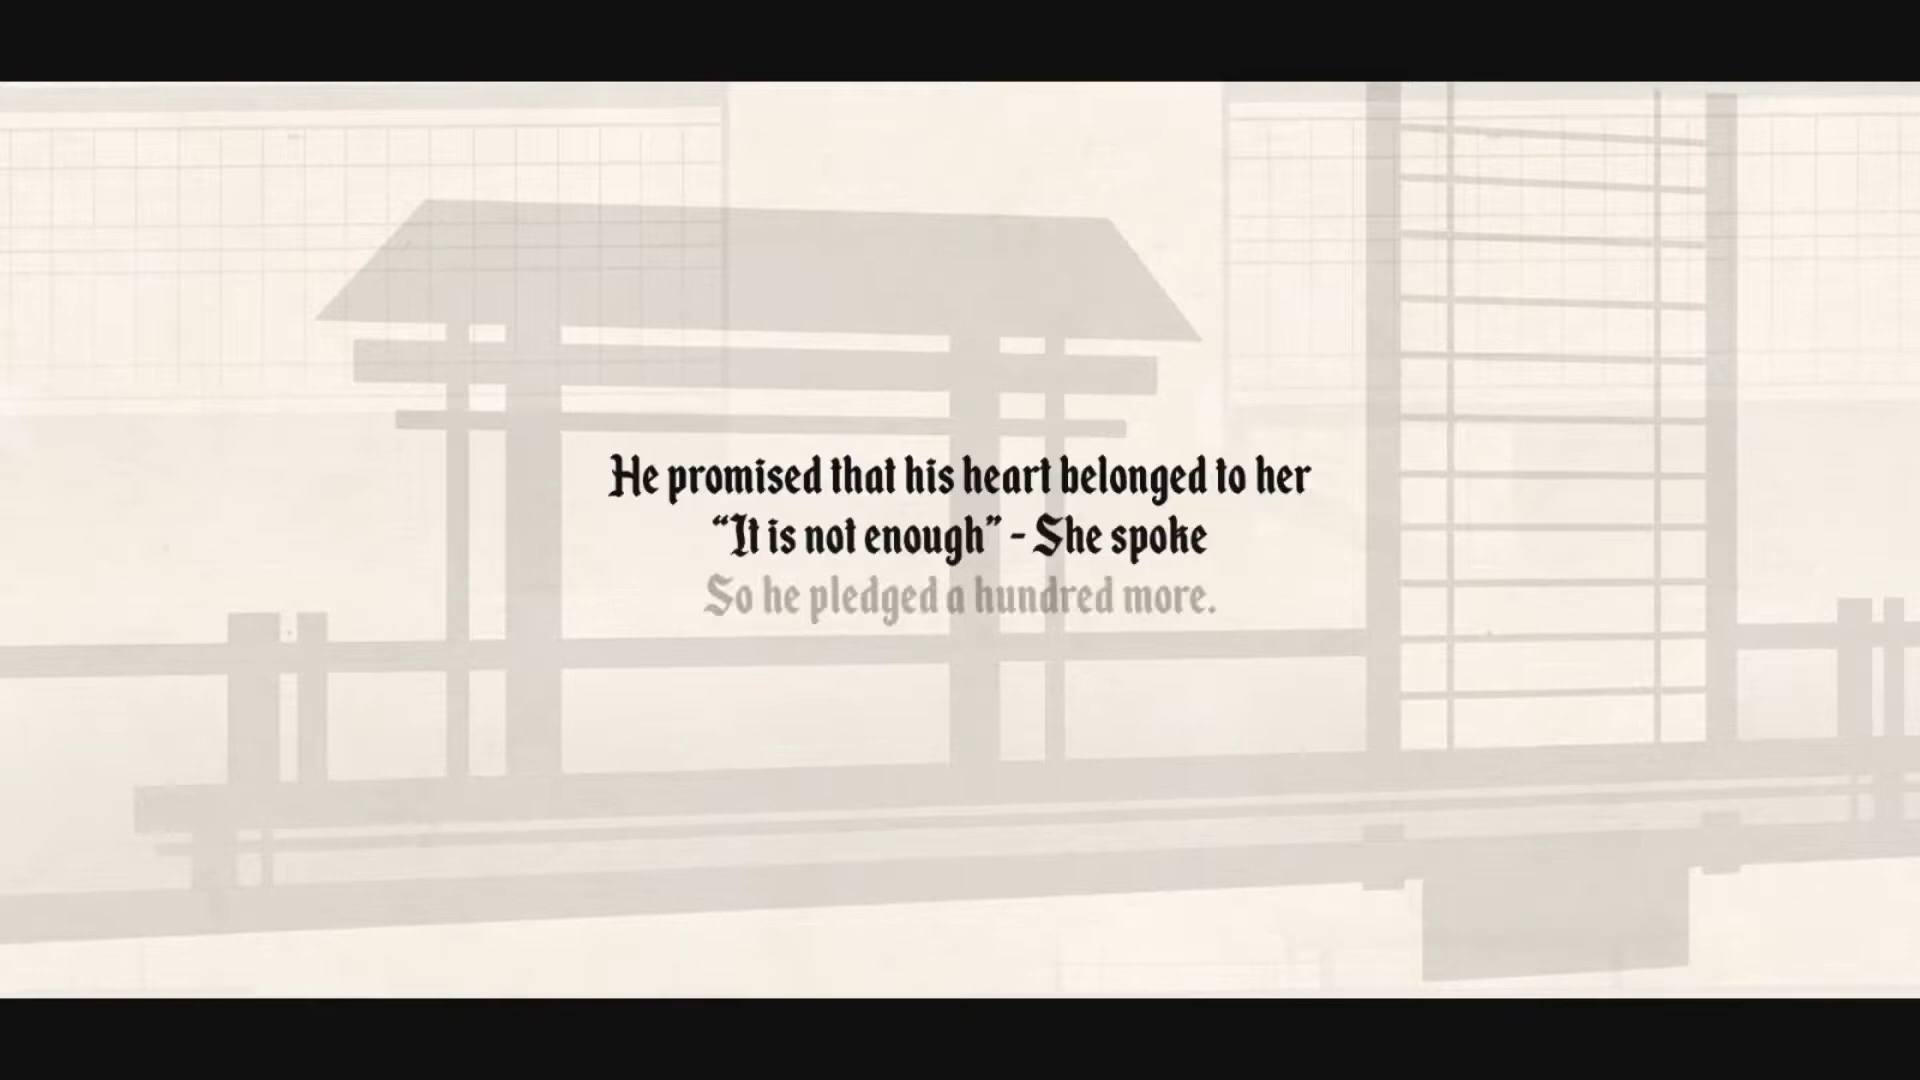 He promised that his heart belonged to her
“It is not enough” - She spoke
So he pledged a hundred more.